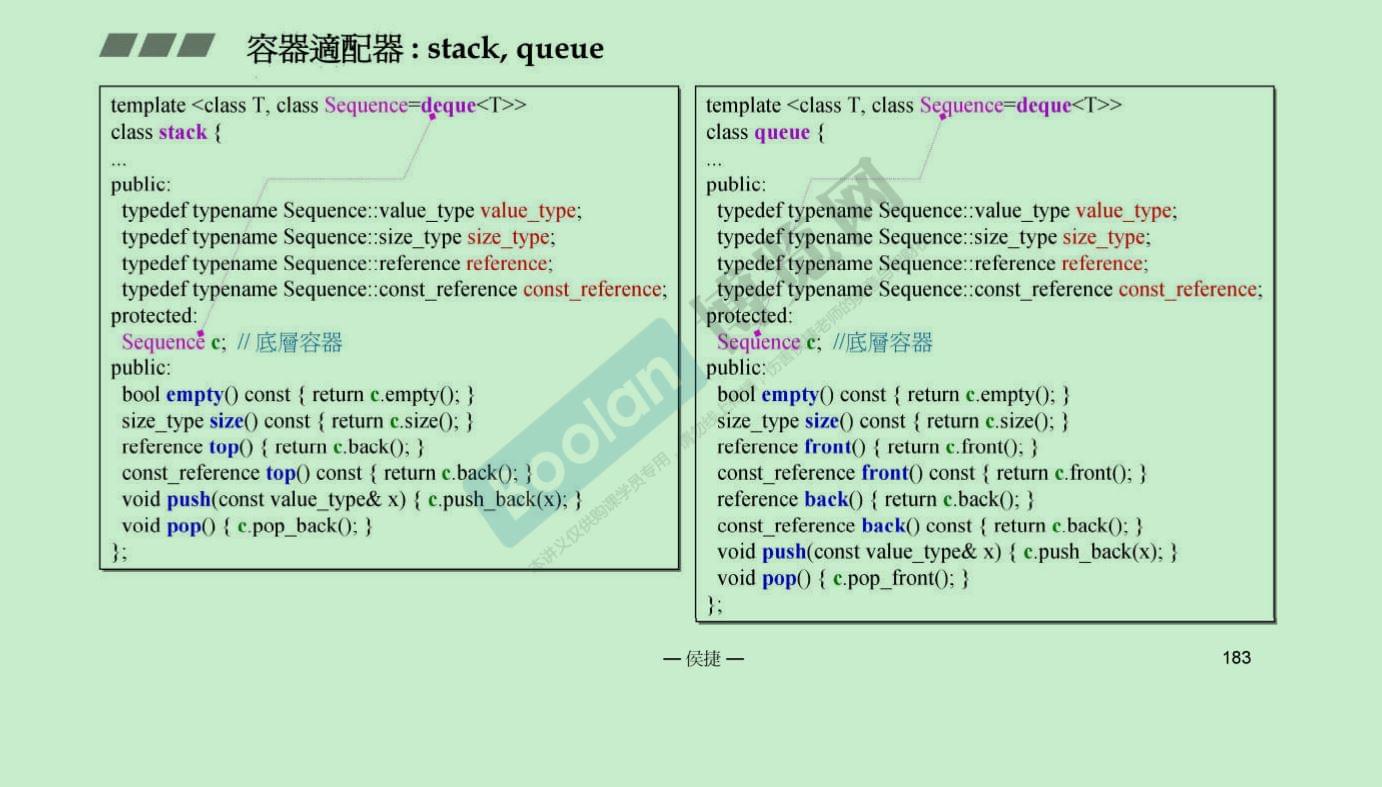 容器適配器 : stack, queue
template <class T, class Sequence=deque<T>>
class stack {
...
public:
typedef typename Sequence::value_type value_type;
typedef typename Sequence::size_type size_type;
typedef typename Sequence::reference reference;
typedef typename Sequence::const_reference const_reference;
protected:
Sequence c; // 底層容器
public:
bool empty() const { return c.empty(); }
size_type size() const { return c.size(); }
reference top() { return c.back(); }
const_reference top() const { return c.back(); }
void push(const value_type& x) { c.push_back(x); }
void pop() { c.pop_back(); }
};
template <class T, class Sequence=deque<T>>
class queue {
...
public:
typedef typename Sequence::value_type value_type;
typedef typename Sequence::size_type size_type;
typedef typename Sequence::reference reference;
typedef typename Sequence::const_reference const_reference;
protected:
Sequence c; //底層容器
public:
bool empty() const { return c.empty(); }
size_type size() const { return c.size(); }
reference front() { return c.front(); }
const_reference front() const { return c.front(); }
reference back() { return c.back(); }
const_reference back() const { return c.back(); }
void push(const value_type& x) { c.push_back(x); }
void pop() { c.pop_front(); }
};
Boolan 博览网
本讲义仅供购课学员专用
— 侯捷 —
183